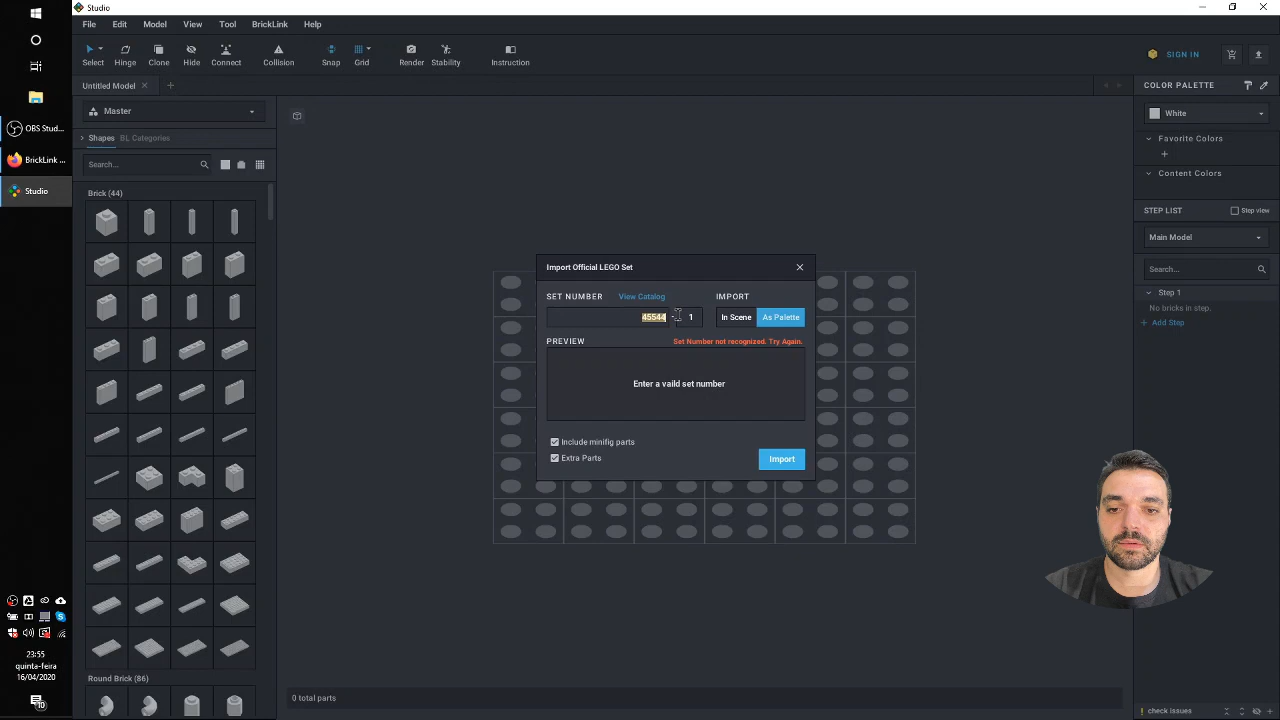 Studio
File Edit Model View Tool BrickLink Help
Select Hinge Clone Hide Connect Collision Snap Grid Render Stability Instruction
SIGN IN
Untitled Model
COLOR PALETTE
Master
White
Shapes BL Categories
Favorite Colors
Search...
Content Colors
Brick (44)
STEP LIST Step view
Main Model
Search...
Step 1
No bricks in step.
Add Step
OBS Stud...
BrickLink ...
Studio
Import Official LEGO Set
SET NUMBER View Catalog IMPORT
45544 - 1 In Scene As Palette
PREVIEW Set Number not recognized. Try Again.
Enter a vaild set number
Include minifig parts
Extra Parts
Import
Round Brick (86)
0 total parts
check issues
23:55
quinta-feira
16/04/2020
10